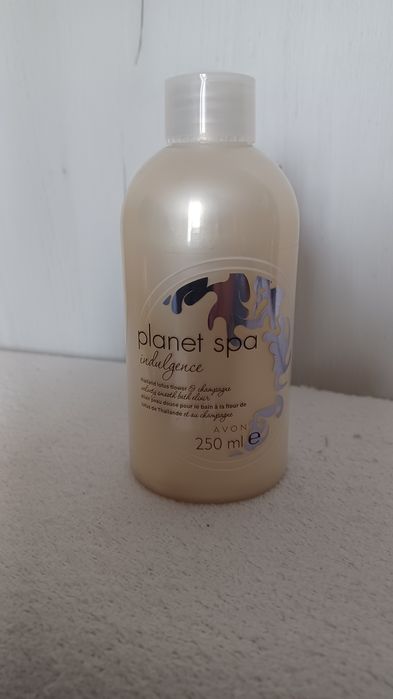 planet spa
indulgence
thailand lotus flower & champagne
velvety smooth bath elixir
élixir peau douce pour le bain à la fleur de
lotus de Thaïlande et au champagne
AVON
250 ml e